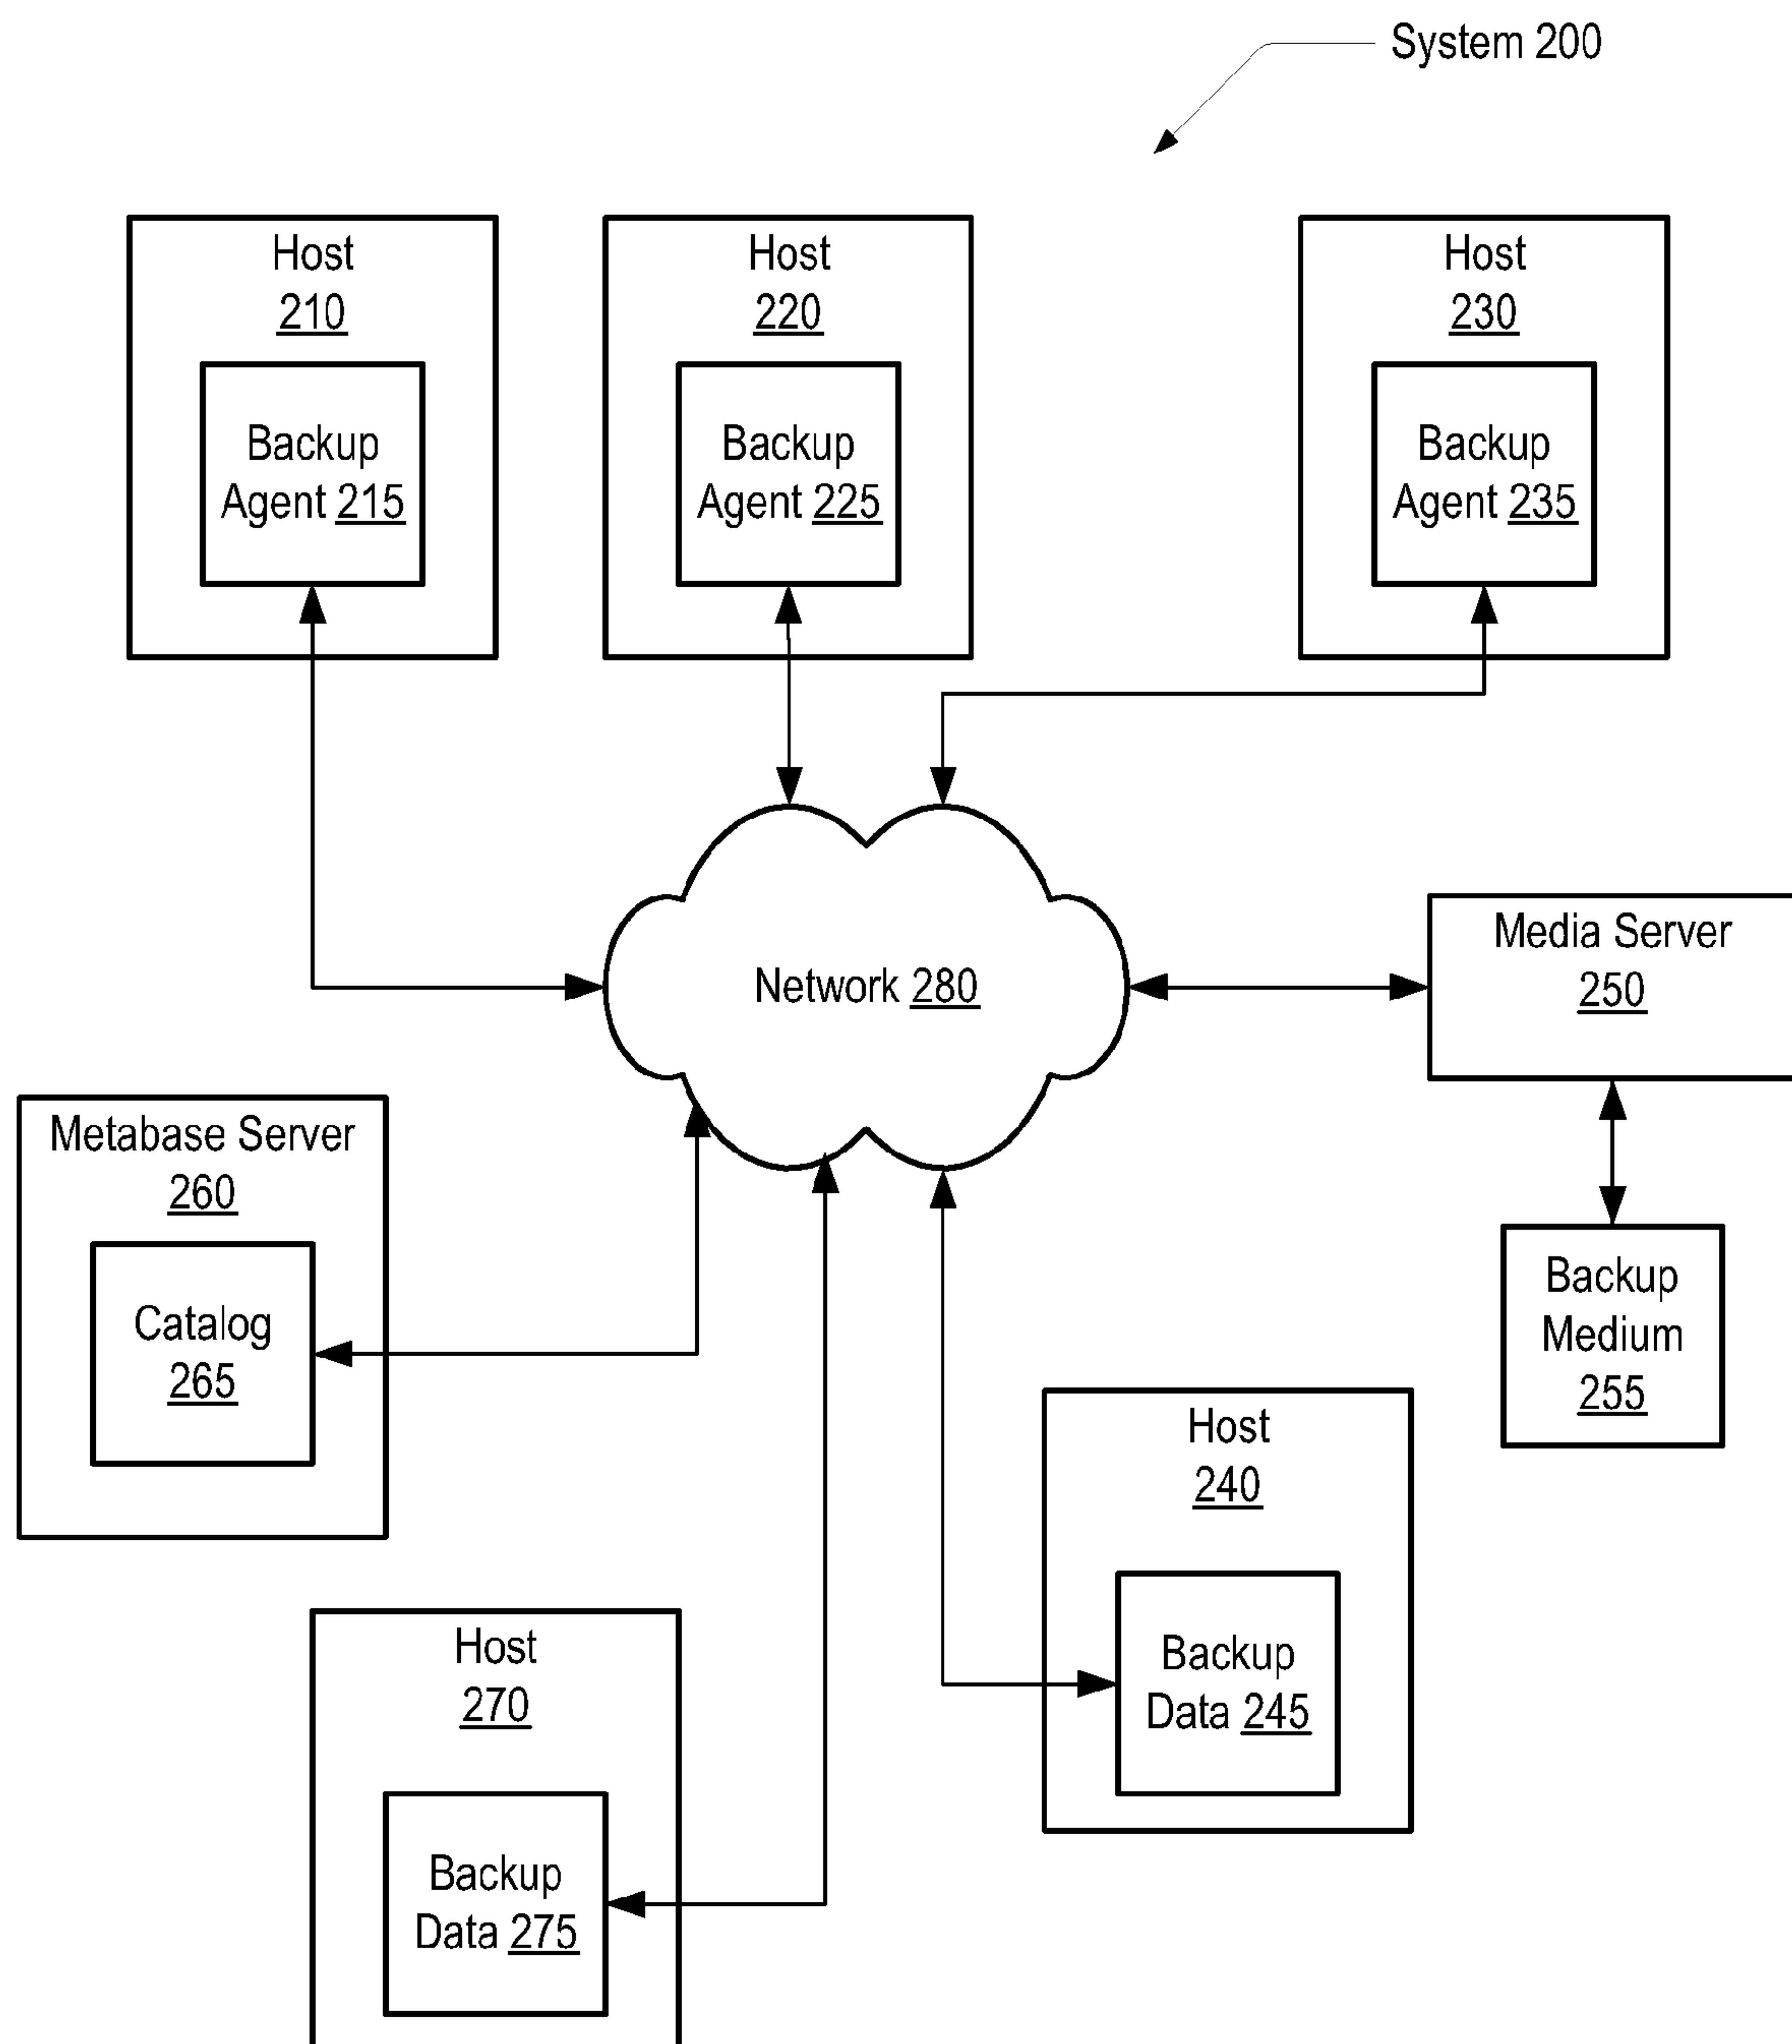 System 200
Host
210
Backup
Agent 215
Host
220
Backup
Agent 225
Host
230
Backup
Agent 235
Network 280
Media Server
250
Backup
Medium
255
Metabase Server
260
Catalog
265
Host
240
Backup
Data 245
Host
270
Backup
Data 275